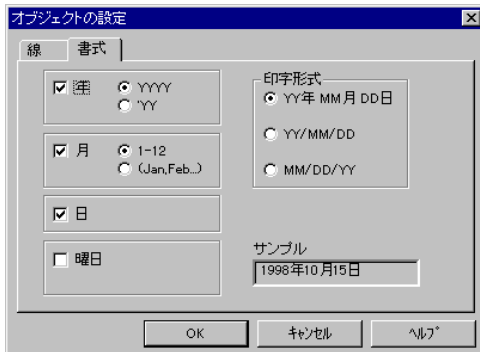 オブジェクトの設定
線 書式
年 YYYY
'YY
月 1-12
(Jan,Feb...)
日
曜日
印字形式
YY年 MM月 DD日
YY/MM/DD
MM/DD/YY
サンプル
1998年10月15日
OK ｷｬﾝｾﾙ ﾍﾙﾌﾟ